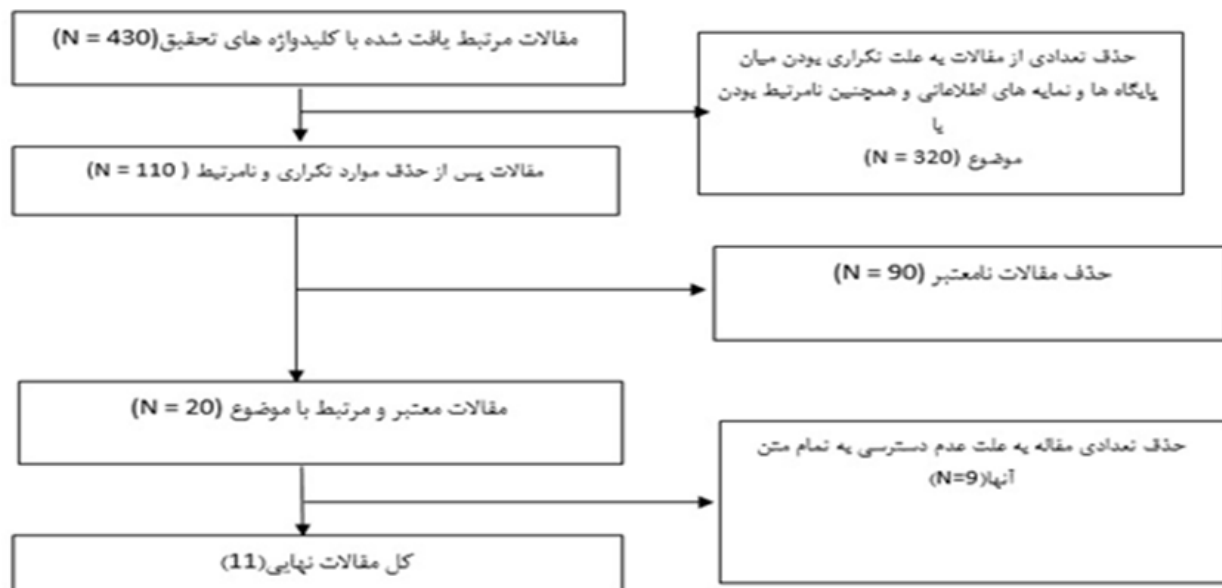 مقالات مرتبط یافت شده با کلیدواژه های تحقیق(N = 430)
حذف تعدادی از مقالات به علت تکراری بودن میان
پایگاه ها و نمایه های اطلاعاتی و همچنین نامرتبط بودن
با
موضوع (N = 320)
مقالات پس از حذف موارد تکراری و نامرتبط ( N = 110)
حذف مقالات نامعتبر (N = 90)
مقالات معتبر و مرتبط با موضوع (N = 20)
حذف تعدادی مقاله به علت عدم دسترسی به تمام متن
آنها(N=9)
کل مقالات نهایی(11)